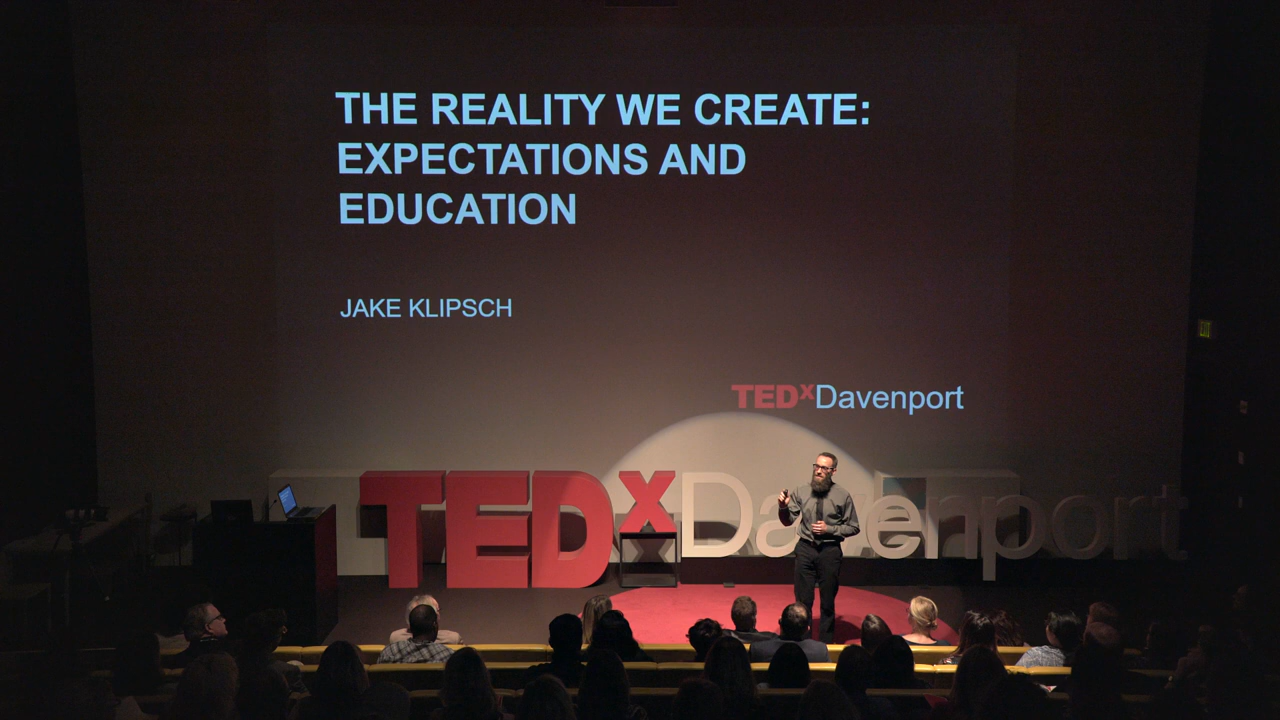 THE REALITY WE CREATE:
EXPECTATIONS AND
EDUCATION
JAKE KLIPSCH
TEDxDavenport
TEDxDavenport